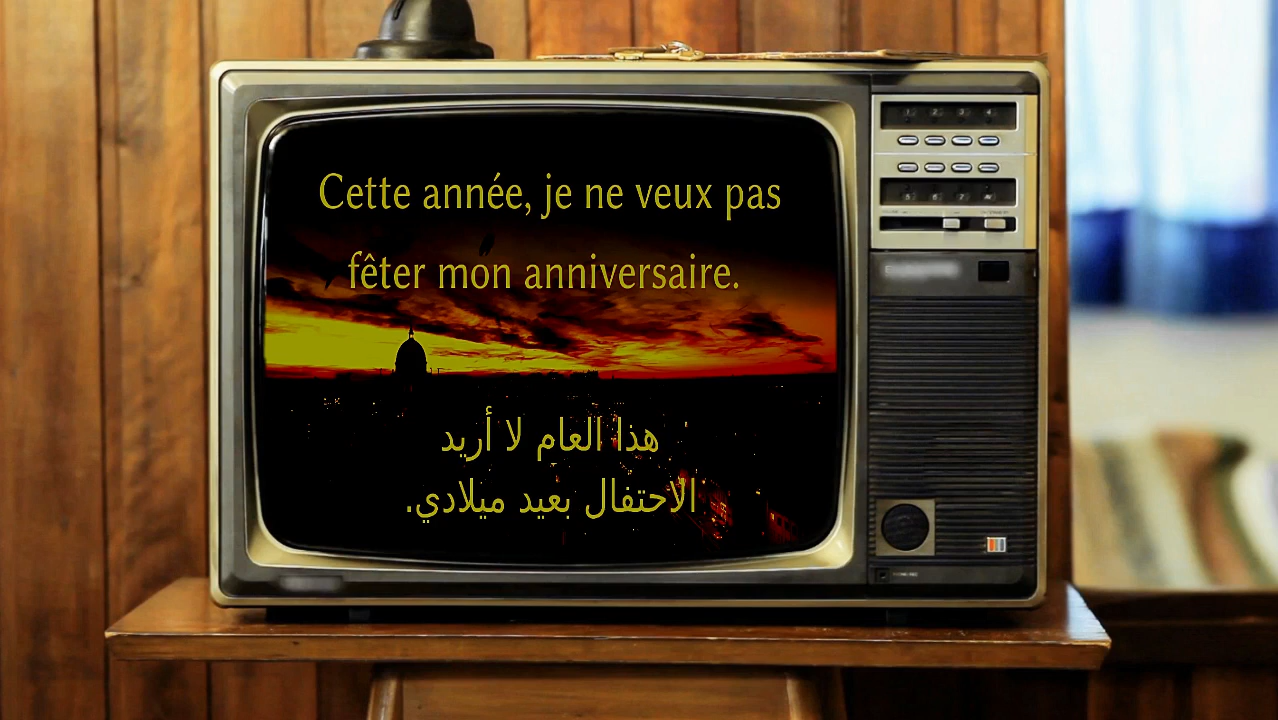 Cette année, je ne veux pas
fêter mon anniversaire.
هذا العام لا أريد
الاحتفال بعيد ميلادي.